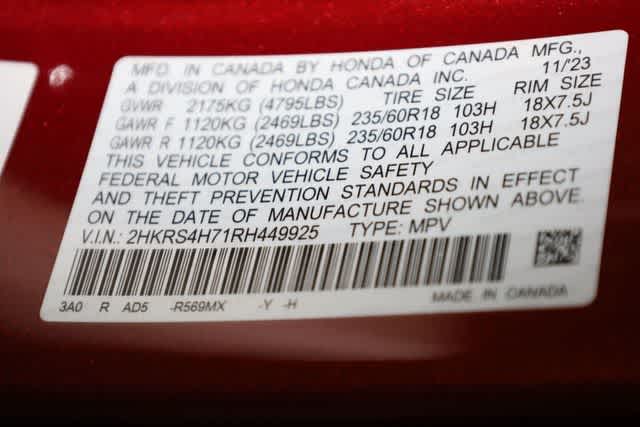 MFD. IN CANADA BY HONDA OF CANADA MFG.,
A DIVISION OF HONDA CANADA INC. 11/'23
GVWR 2175KG (4795LBS) TIRE SIZE RIM SIZE
GAWR F 1120KG (2469LBS) 235/60R18 103H 18X7.5J
GAWR R 1120KG (2469LBS) 235/60R18 103H 18X7.5J
THIS VEHICLE CONFORMS TO ALL APPLICABLE
FEDERAL MOTOR VEHICLE SAFETY
AND THEFT PREVENTION STANDARDS IN EFFECT
ON THE DATE OF MANUFACTURE SHOWN ABOVE.
V.I.N.: 2HKRS4H71RH449925 TYPE: MPV
3A0 R AD5 -R569MX -Y -H MADE IN CANADA